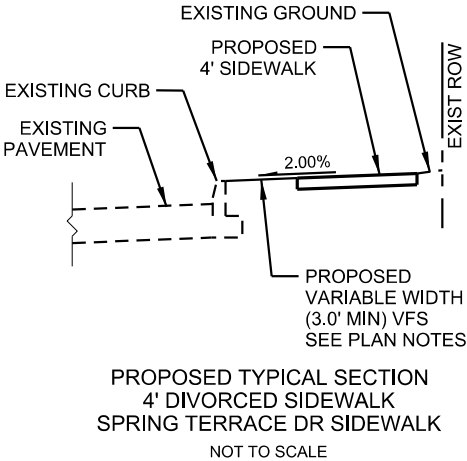 EXISTING GROUND
PROPOSED
4' SIDEWALK
EXIST ROW
EXISTING CURB
EXISTING
PAVEMENT
2.00%
PROPOSED
VARIABLE WIDTH
(3.0' MIN) VFS
SEE PLAN NOTES
PROPOSED TYPICAL SECTION
4' DIVORCED SIDEWALK
SPRING TERRACE DR SIDEWALK
NOT TO SCALE